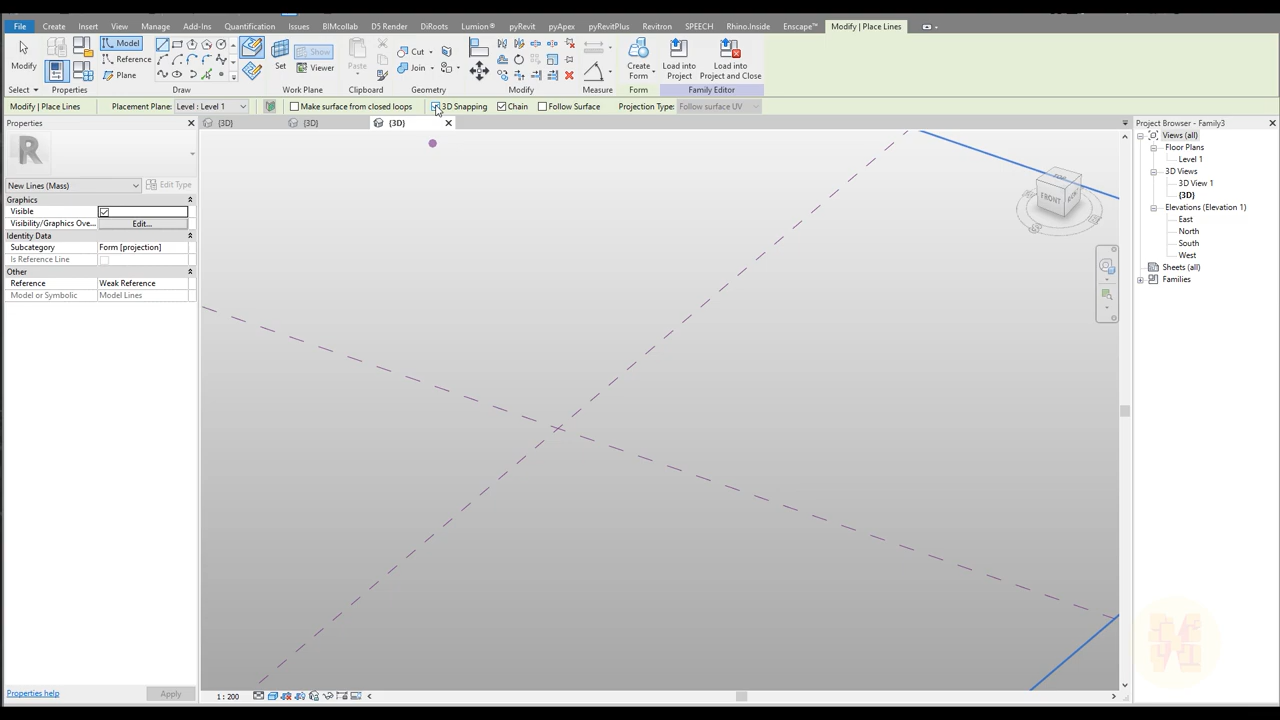 File Create Insert View Manage Add-Ins Quantification Issues BIMcollab D5 Render DiRoots Lumion® pyRevit pyApex pyRevitPlus Revitron SPEECH Rhino.Inside Enscape™ Modify | Place Lines
Modify
Model
Reference
Plane
Set
Show
Viewer
Paste
Cut
Join
Create Form
Load into Project
Load into Project and Close
Select Properties Draw Work Plane Clipboard Geometry Modify Measure Form Family Editor
Modify | Place Lines Placement Plane: Level : Level 1 Make surface from closed loops 3D Snapping Chain Follow Surface Projection Type: Follow surface UV
Properties
{3D} {3D} {3D}
Project Browser - Family3
R
New Lines (Mass) Edit Type
Graphics
Visible
Visibility/Graphics Ove... Edit...
Identity Data
Subcategory Form [projection]
Is Reference Line
Other
Reference Weak Reference
Model or Symbolic Model Lines
Properties help Apply
FRONT
Views (all)
Floor Plans
Level 1
3D Views
3D View 1
{3D}
Elevations (Elevation 1)
East
North
South
West
Sheets (all)
Families
1 : 200